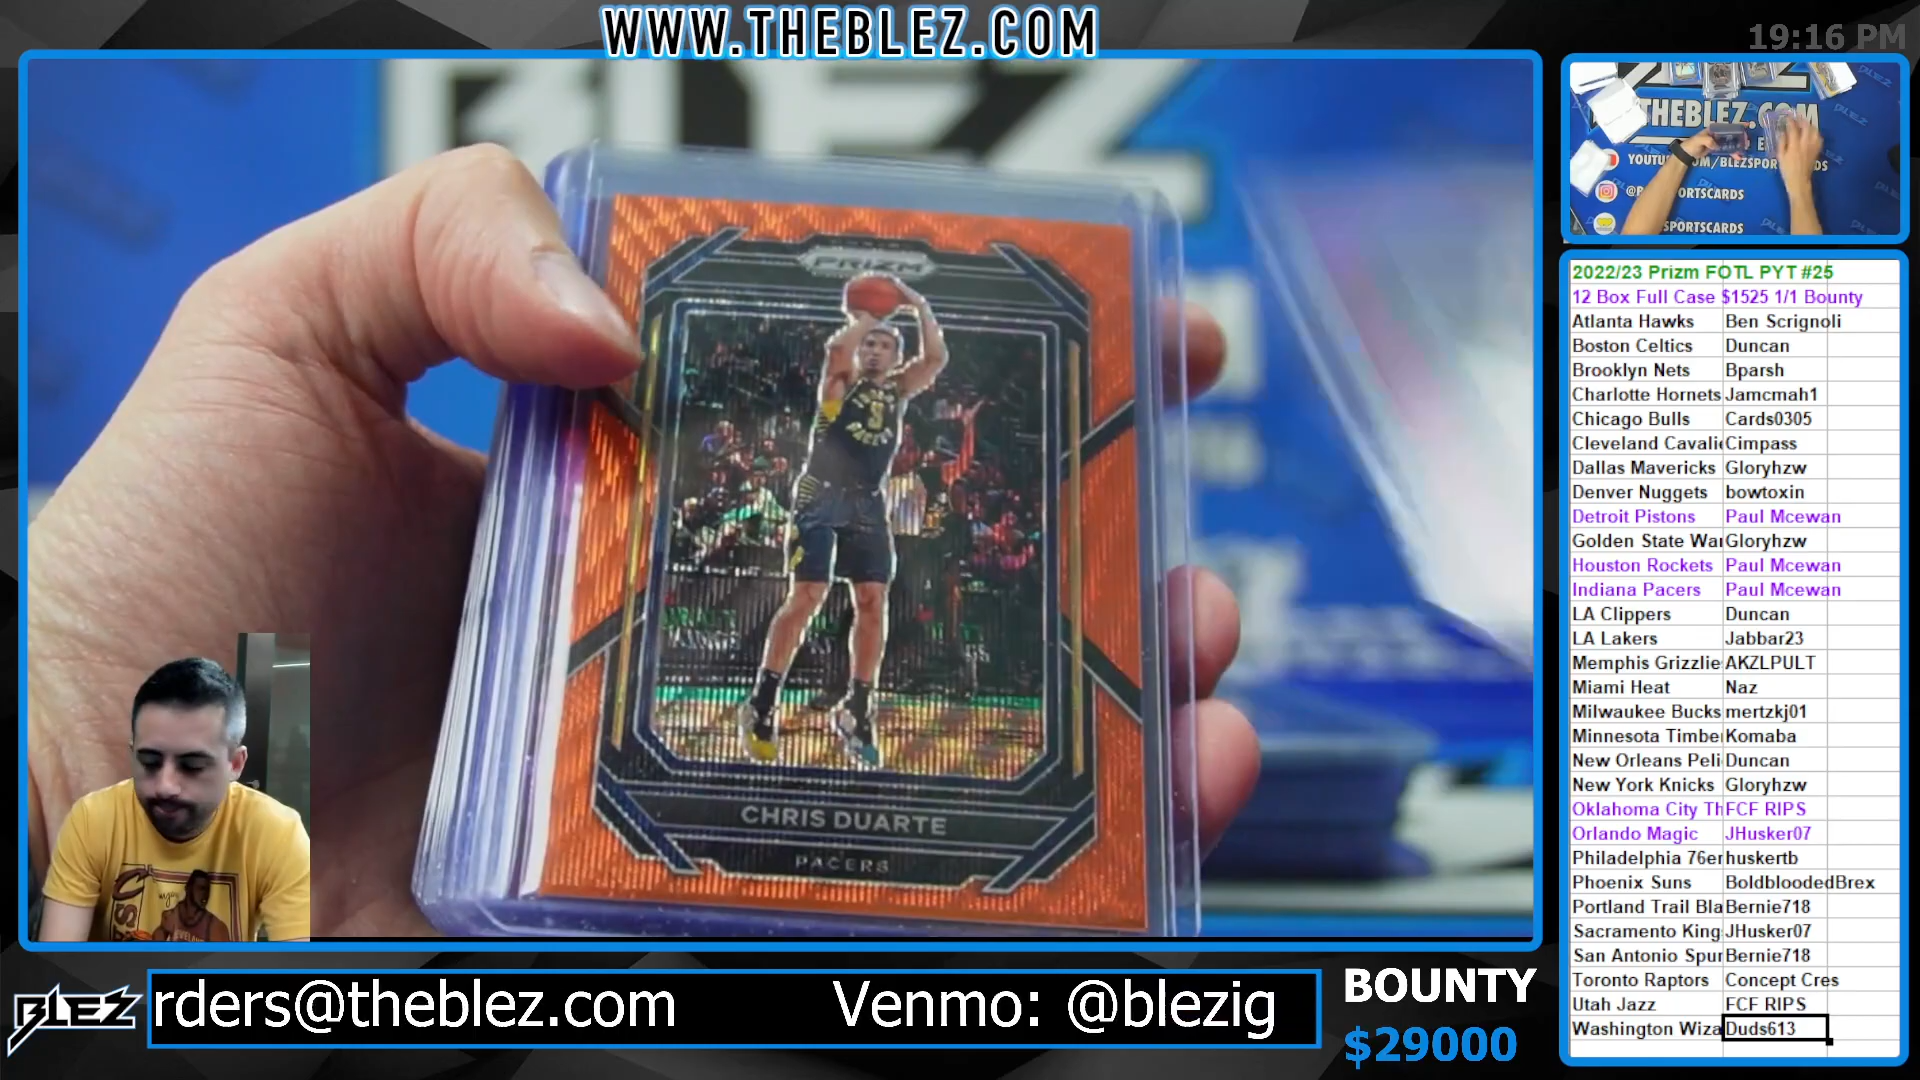 WWW.THEBLEZ.COM
19:16 PM
BLEZ
PRIZM
PACERS
CHRIS DUARTE
PACERS
THEBLEZ.COM
SPORTSCARDS
2022/23 Prizm FOTL PYT #25
12 Box Full Case $1525 1/1 Bounty
Atlanta Hawks Ben Scrignoli
Boston Celtics Duncan
Brooklyn Nets Bparsh
Charlotte Hornets Jamcmah1
Chicago Bulls Cards0305
Cleveland Cavalie Cimpass
Dallas Mavericks Gloryhzw
Denver Nuggets bowtoxin
Detroit Pistons Paul Mcewan
Golden State War Gloryhzw
Houston Rockets Paul Mcewan
Indiana Pacers Paul Mcewan
LA Clippers Duncan
LA Lakers Jabbar23
Memphis Grizzlie AKZLPULT
Miami Heat Naz
Milwaukee Bucks mertzkj01
Minnesota Timbe Komaba
New Orleans Peli Duncan
New York Knicks Gloryhzw
Oklahoma City Th FCF RIPS
Orlando Magic JHusker07
Philadelphia 76er huskertb
Phoenix Suns BoldbloodedBrex
Portland Trail Bla Bernie718
Sacramento King JHusker07
San Antonio Spur Bernie718
Toronto Raptors Concept Cres
Utah Jazz FCF RIPS
Washington Wiza Duds613
BLEZ
rders@theblez.com Venmo: @blezig
BOUNTY
$29000